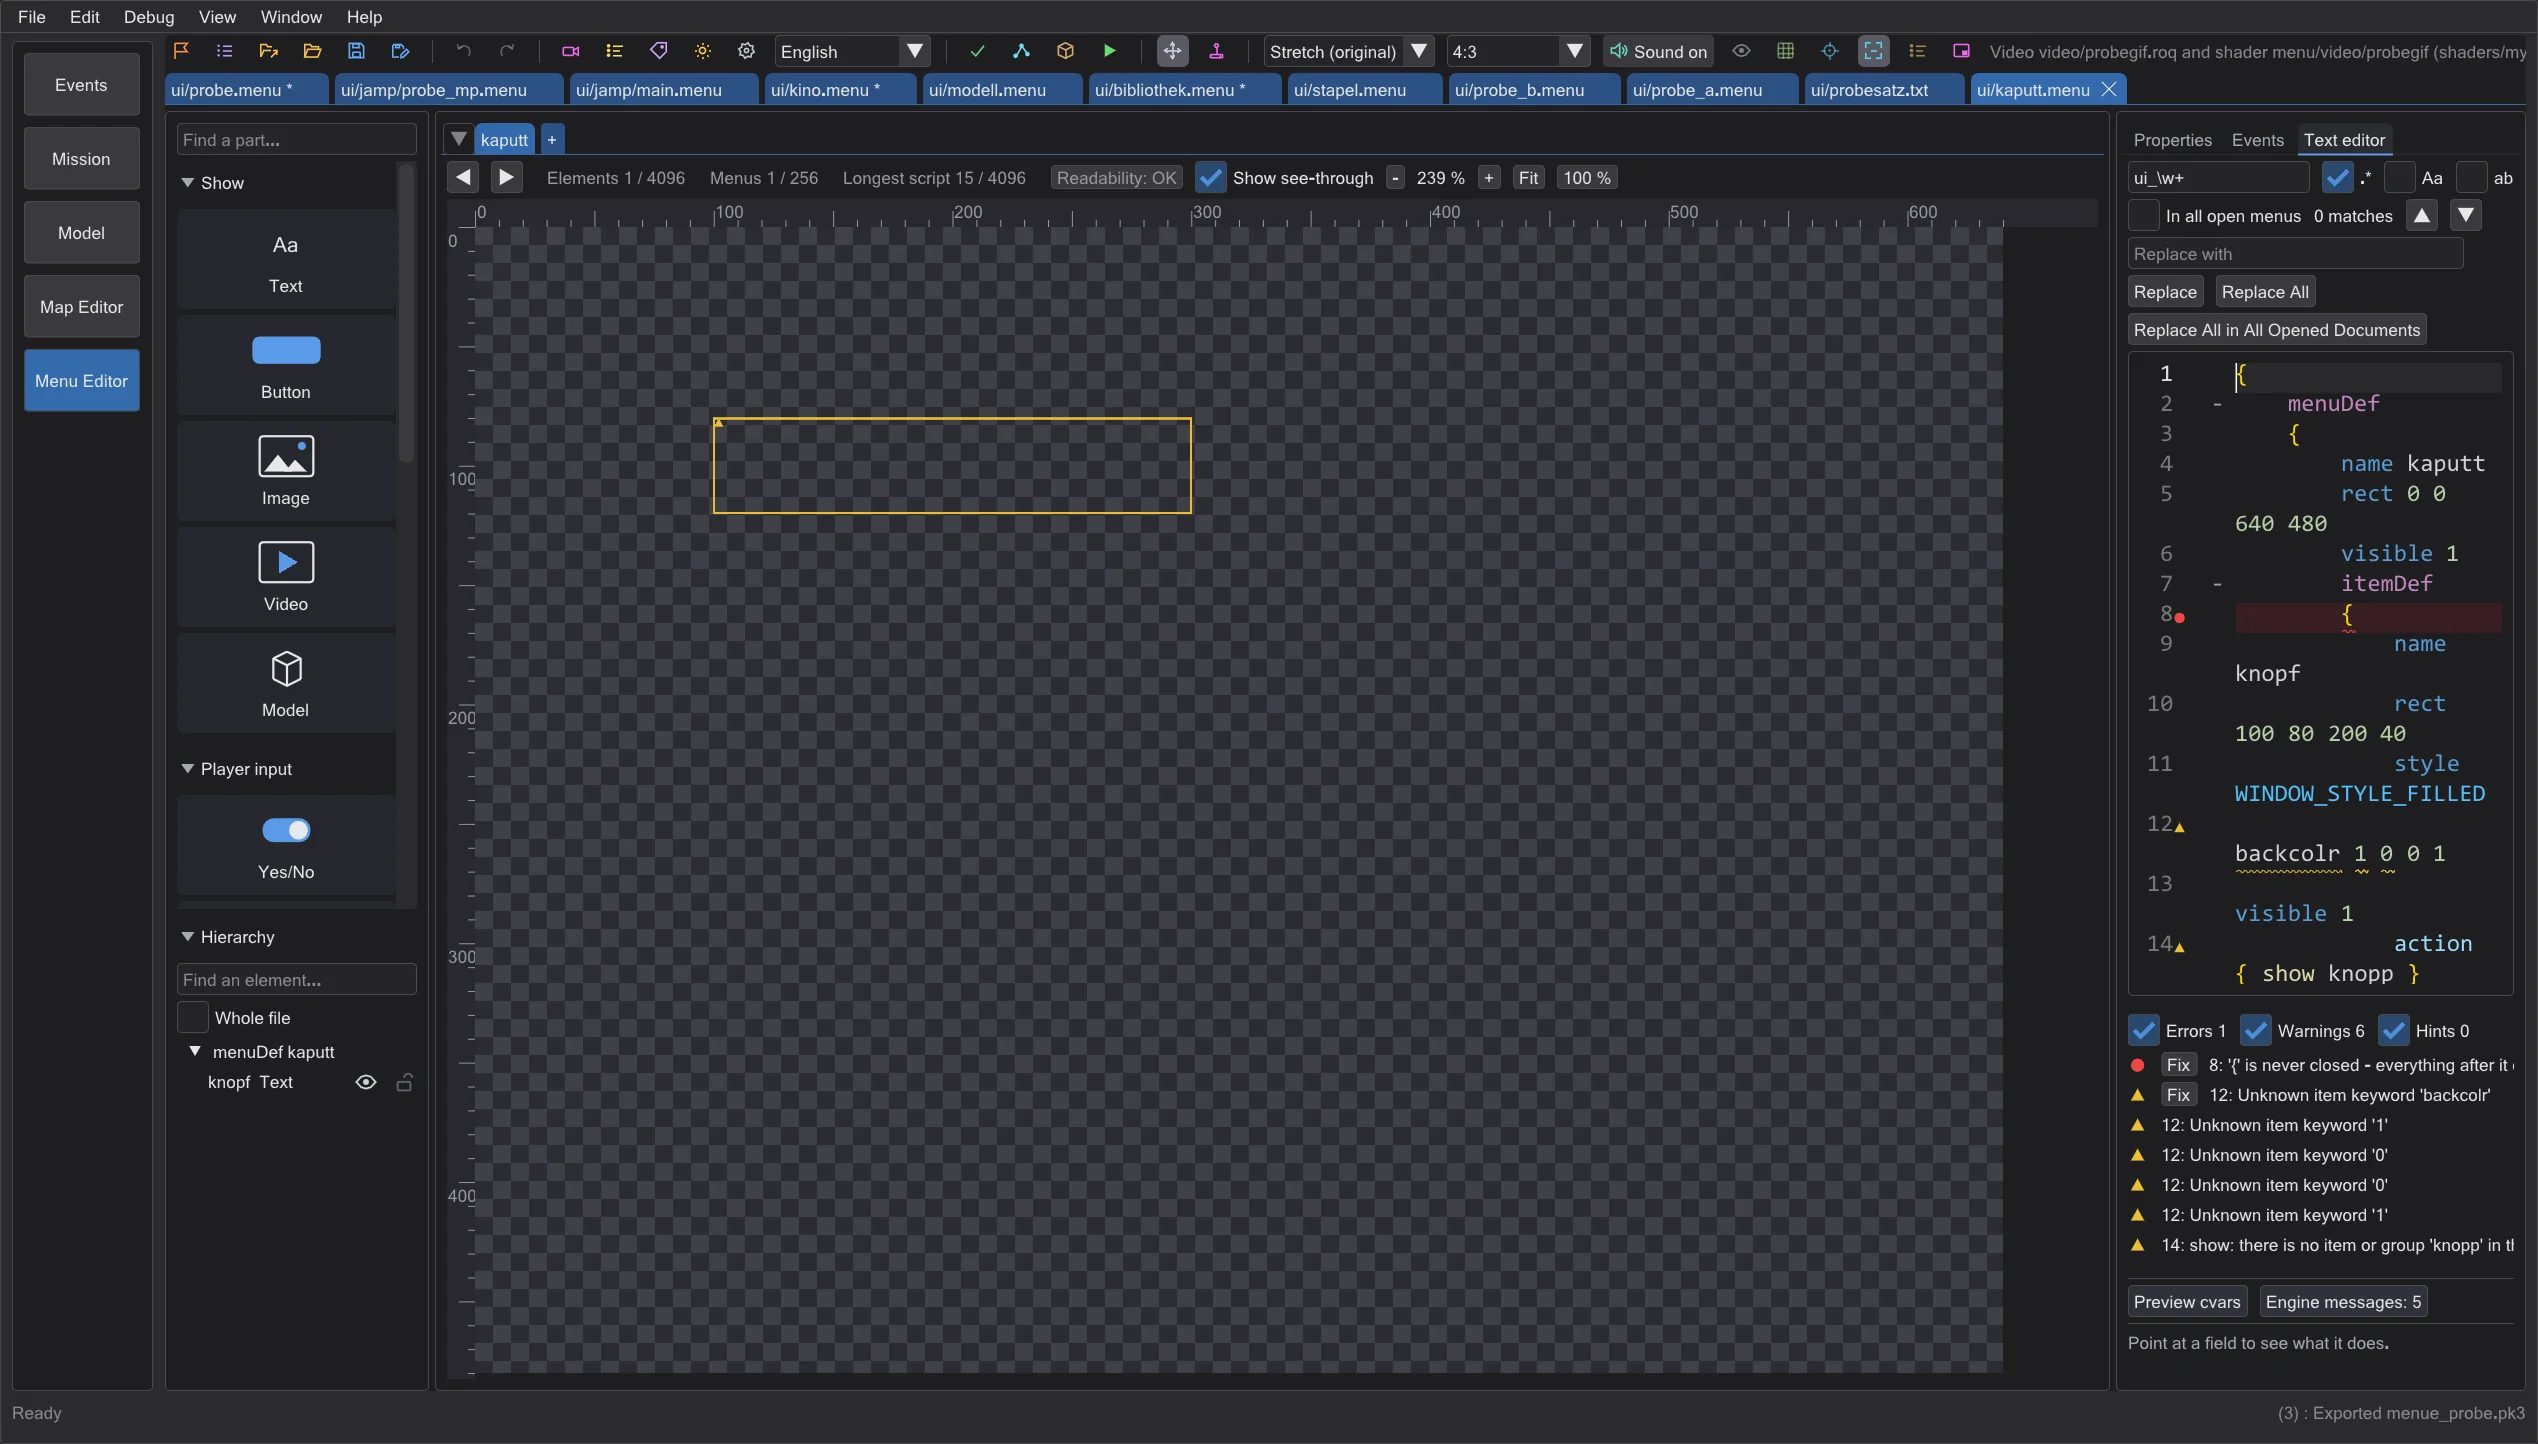 File Edit Debug View Window Help
English
Stretch (original)
4:3
Sound on
Video video/probegif.roq and shader menu/video/probegif (shaders/my
Events
Mission
Model
Map Editor
Menu Editor
ui/probe.menu * ui/jamp/probe_mp.menu ui/jamp/main.menu ui/kino.menu * ui/modell.menu ui/bibliothek.menu * ui/stapel.menu ui/probe_b.menu ui/probe_a.menu ui/probesatz.txt ui/kaputt.menu
Find a part...
Show
Aa
Text
Button
Image
Video
Model
Player input
Yes/No
Hierarchy
Find an element...
Whole file
menuDef kaputt
knopf Text
kaputt +
Elements 1 / 4096 Menus 1 / 256 Longest script 15 / 4096 Readability: OK Show see-through - 239 % + Fit 100 %
0 100 200 300 400 500 600
0
100
200
300
400
Properties Events Text editor
ui_\w+ .* Aa ab
In all open menus 0 matches
Replace with
Replace Replace All
Replace All in All Opened Documents
1 {
2 - menuDef
3 {
4 name kaputt
5 rect 0 0
640 480
6 visible 1
7 - itemDef
8 {
9 name
knopf
10 rect
100 80 200 40
11 style
WINDOW_STYLE_FILLED
12
backcolr 1 0 0 1
13
visible 1
14 action
{ show knopp }
Errors 1 Warnings 6 Hints 0
Fix 8: '{' is never closed - everything after it
Fix 12: Unknown item keyword 'backcolr'
12: Unknown item keyword '1'
12: Unknown item keyword '0'
12: Unknown item keyword '0'
12: Unknown item keyword '1'
14: show: there is no item or group 'knopp' in
Preview cvars Engine messages: 5
Point at a field to see what it does.
Ready
(3) : Exported menue_probe.pk3